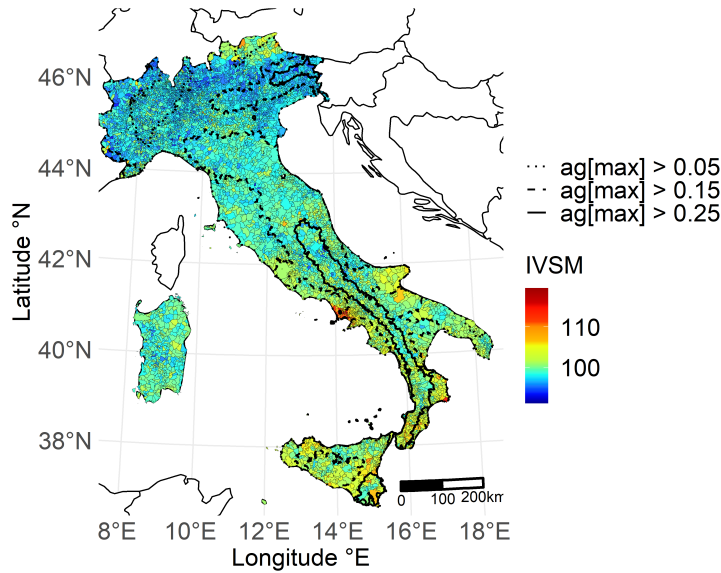 46°N
44°N
42°N
40°N
38°N
Latitude °N
8°E 10°E 12°E 14°E 16°E 18°E
Longitude °E
0 100 200km
ag[max] > 0.05
ag[max] > 0.15
ag[max] > 0.25
IVSM
110
100